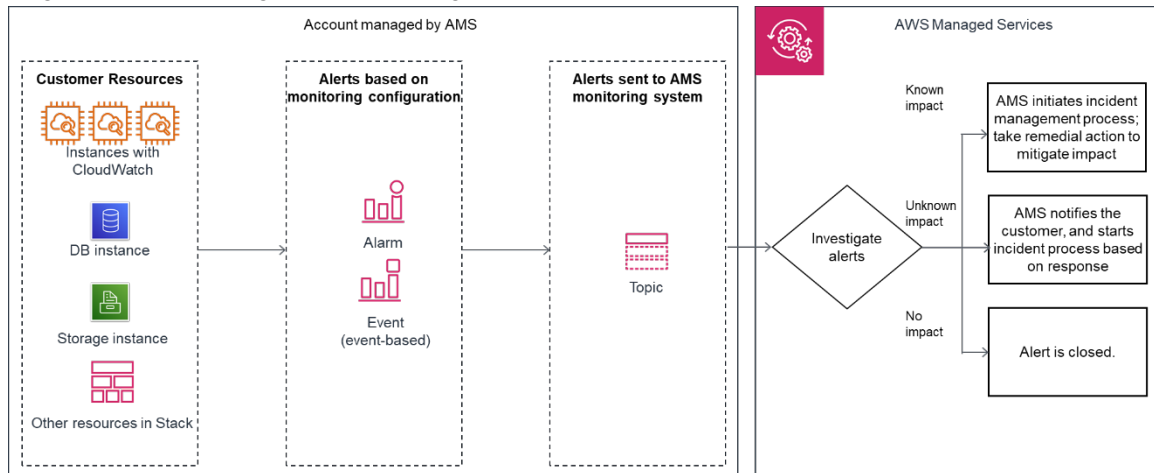 Account managed by AMS
AWS Managed Services
Customer Resources
Instances with
CloudWatch
DB instance
Storage instance
Other resources in Stack
Alerts based on
monitoring configuration
Alarm
Event
(event-based)
Alerts sent to AMS
monitoring system
Topic
Investigate
alerts
Known
impact
AMS initiates incident
management process;
take remedial action to
mitigate impact
Unknown
impact
AMS notifies the
customer, and starts
incident process based
on response
No
impact
Alert is closed.